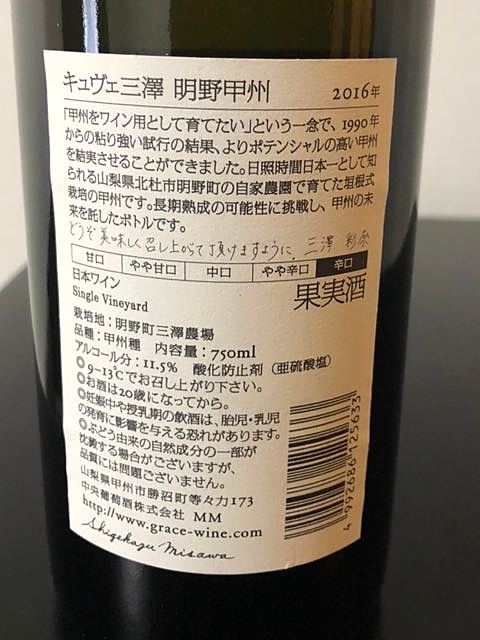 キュヴェ三澤 明野甲州 2016年
「甲州をワイン用として育てたい」という一念で、1990年
からの粘り強い試行の結果、よりポテンシャルの高い甲州
を結実させることができました。日照時間日本一として知
られる山梨県北杜市明野町の自家農園で育てた垣根式
栽培の甲州です。長期熟成の可能性に挑戦し、甲州の未
来を託したボトルです。
どうぞ美味しく召し上がって頂けますように、三澤 彩奈
甘口 やや甘口 中口 やや辛口 辛口
日本ワイン 果実酒
Single Vineyard
栽培地：明野町三澤農場
品種：甲州種 内容量：750ml
アルコール分：11.5% 酸化防止剤（亜硫酸塩）
◎9-13℃でお召し上がり下さい。
◎お酒は20歳になってから。
◎妊娠中や授乳期の飲酒は、胎児・乳児
の発育に影響を与える恐れがあります。
◎ぶどう由来の自然成分の一部が
沈殿する場合がございますが、
品質には問題ございません。
山梨県甲州市勝沼町等々力173
中央葡萄酒株式会社 MM
http://www.grace-wine.com
Shigekazu Misawa
4 992686 125633